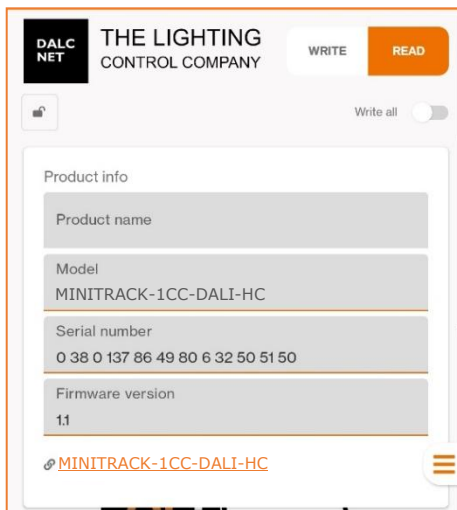 DALC
NET
THE LIGHTING
CONTROL COMPANY
WRITE
READ
Write all
Product info
Product name
Model
MINITRACK-1CC-DALI-HC
Serial number
0 38 0 137 86 49 80 6 32 50 51 50
Firmware version
1.1
MINITRACK-1CC-DALI-HC